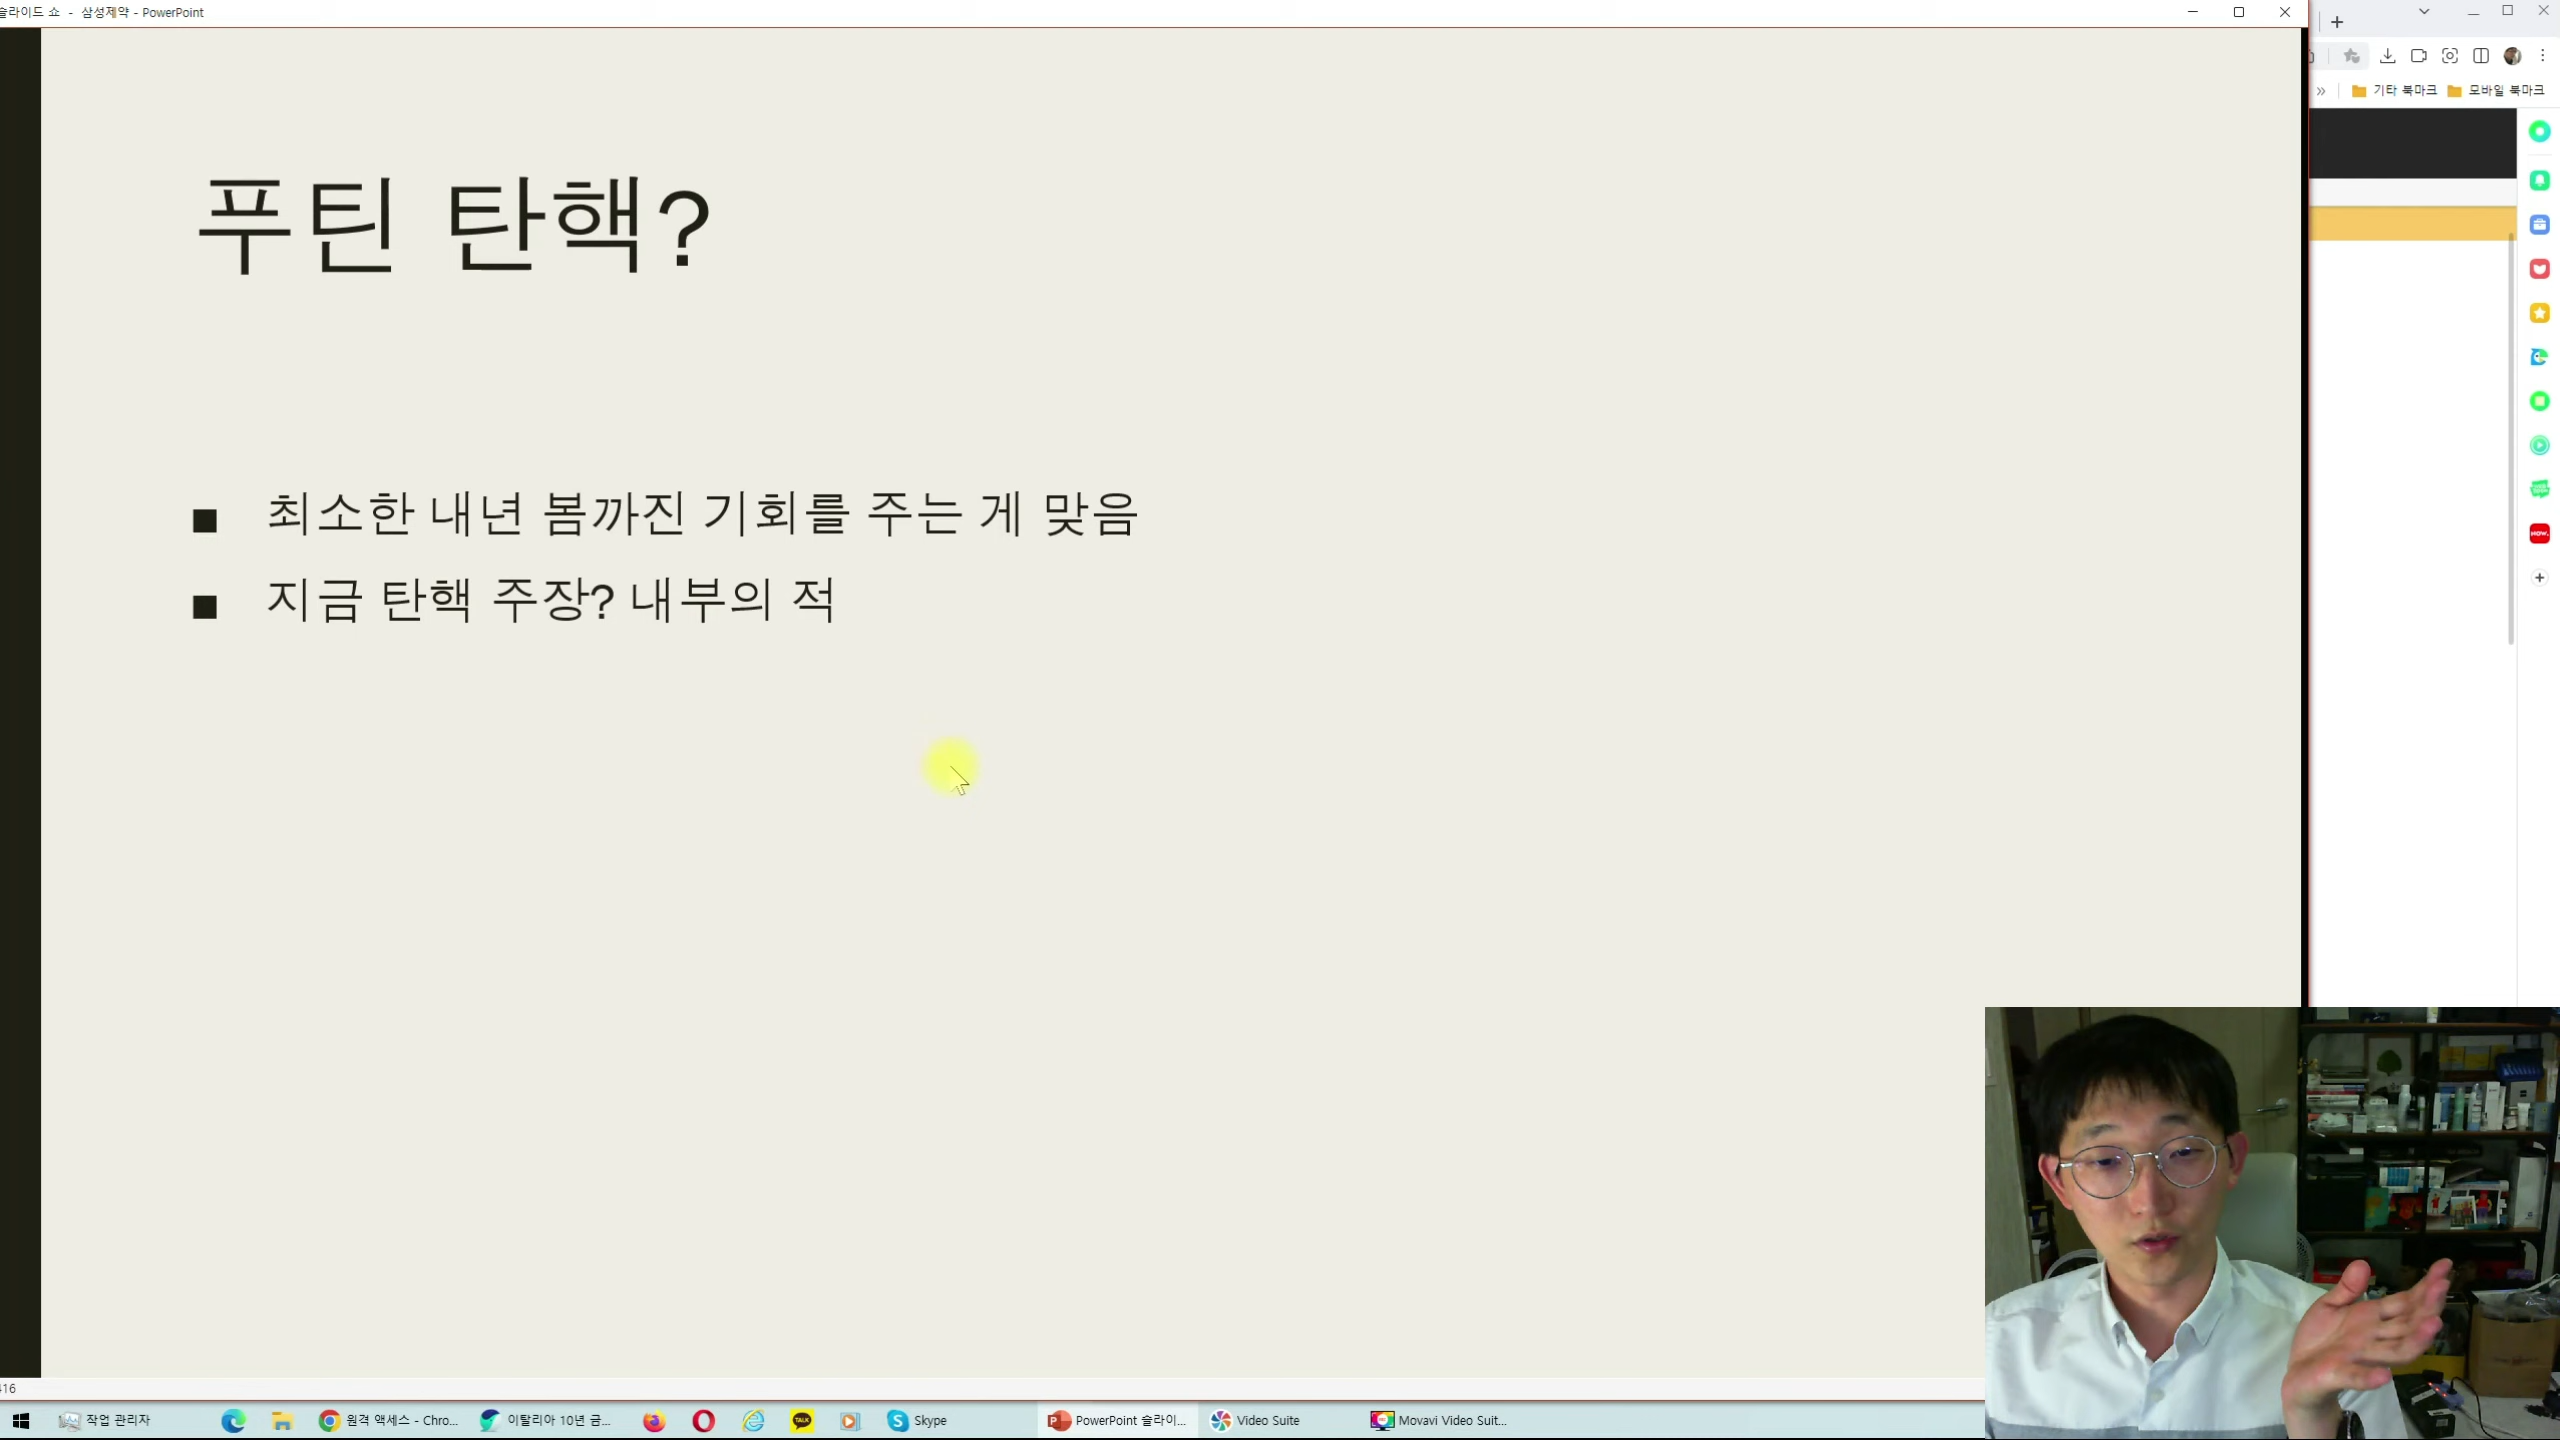 슬라이드 쇼 - 삼성제약 - PowerPoint
기타 북마크
모바일 북마크
푸틴 탄핵?
■ 최소한 내년 봄까진 기회를 주는 게 맞음
■ 지금 탄핵 주장? 내부의 적
NOW.
416
작업 관리자
원격 액세스 - Chro...
이탈리아 10년 금...
TALK
Skype
PowerPoint 슬라이...
Video Suite
Movavi Video Suit...